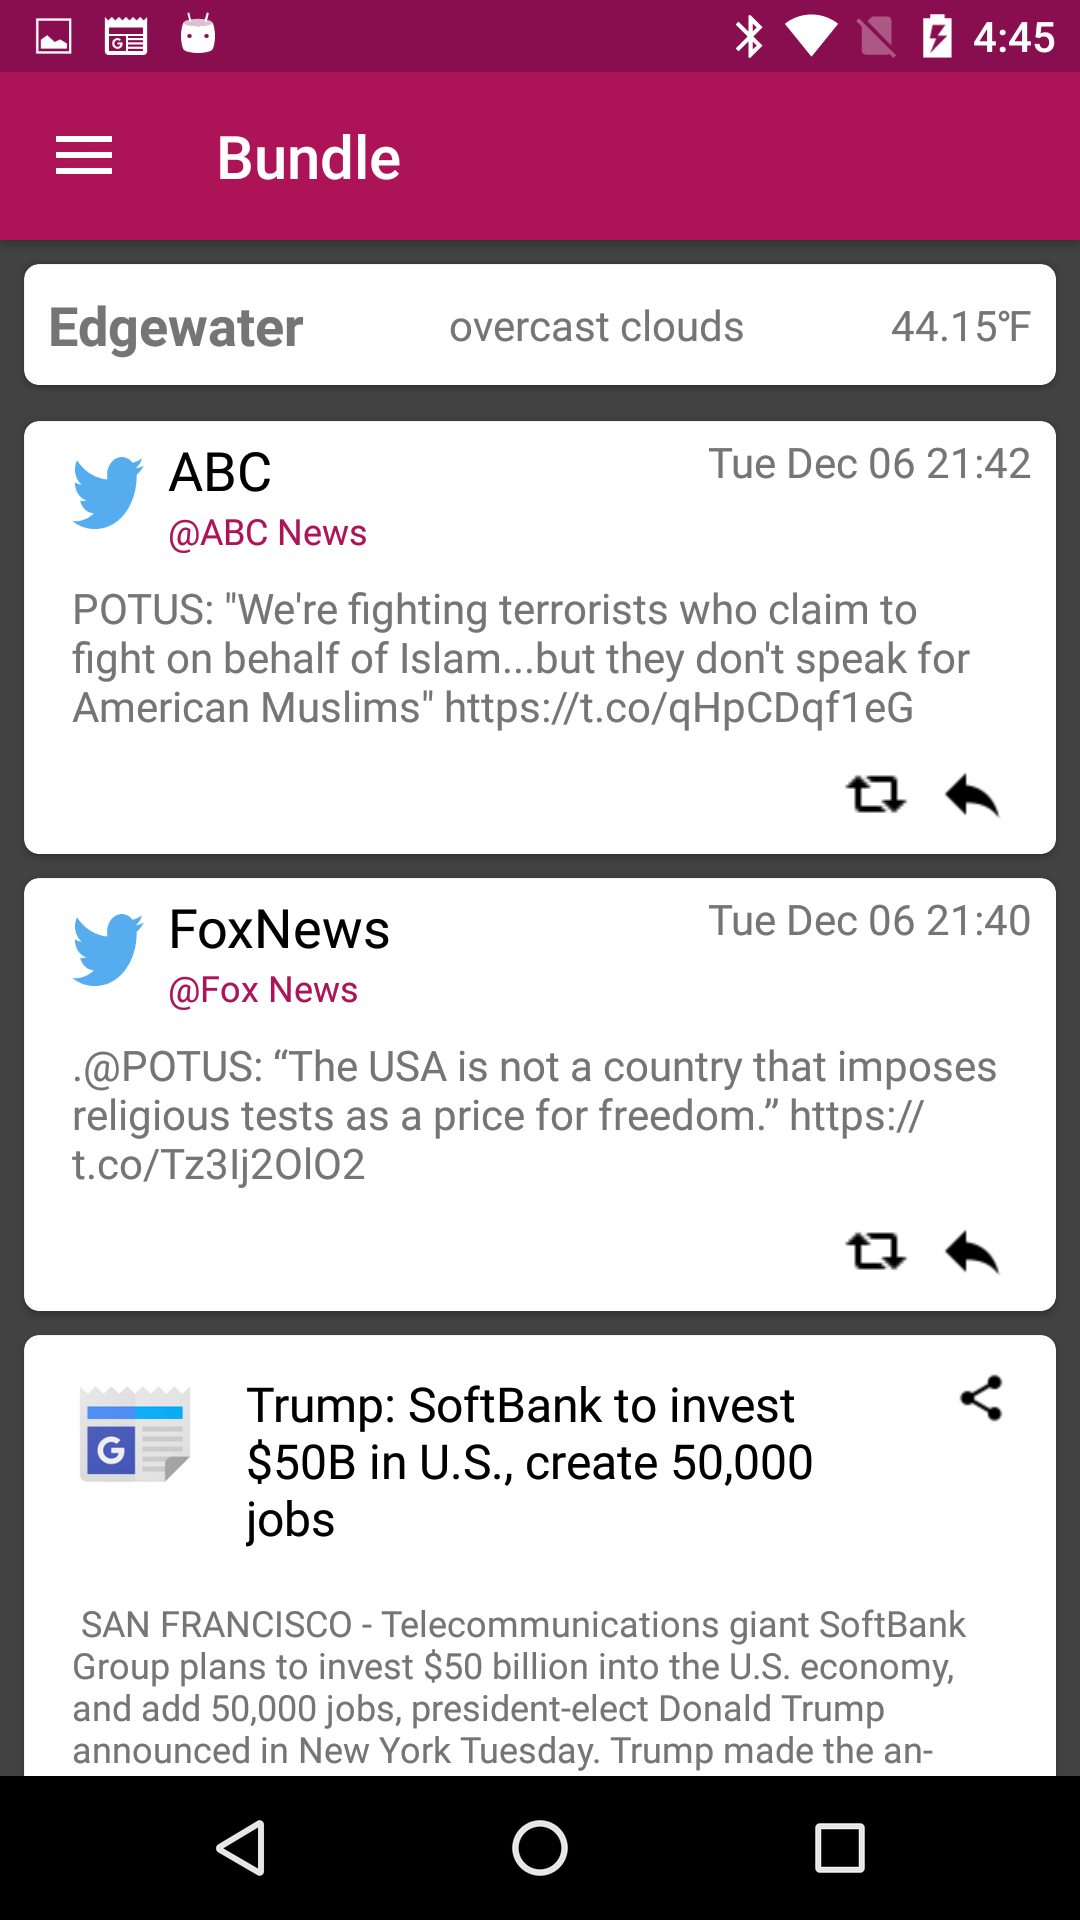 4:45
Bundle
Edgewater overcast clouds 44.15°F
ABC Tue Dec 06 21:42
@ABC News
POTUS: "We're fighting terrorists who claim to
fight on behalf of Islam...but they don't speak for
American Muslims" https://t.co/qHpCDqf1eG
FoxNews Tue Dec 06 21:40
@Fox News
.@POTUS: “The USA is not a country that imposes
religious tests as a price for freedom.” https://
t.co/Tz3Ij2OlO2
G
Trump: SoftBank to invest
$50B in U.S., create 50,000
jobs
SAN FRANCISCO - Telecommunications giant SoftBank
Group plans to invest $50 billion into the U.S. economy,
and add 50,000 jobs, president-elect Donald Trump
announced in New York Tuesday. Trump made the an-